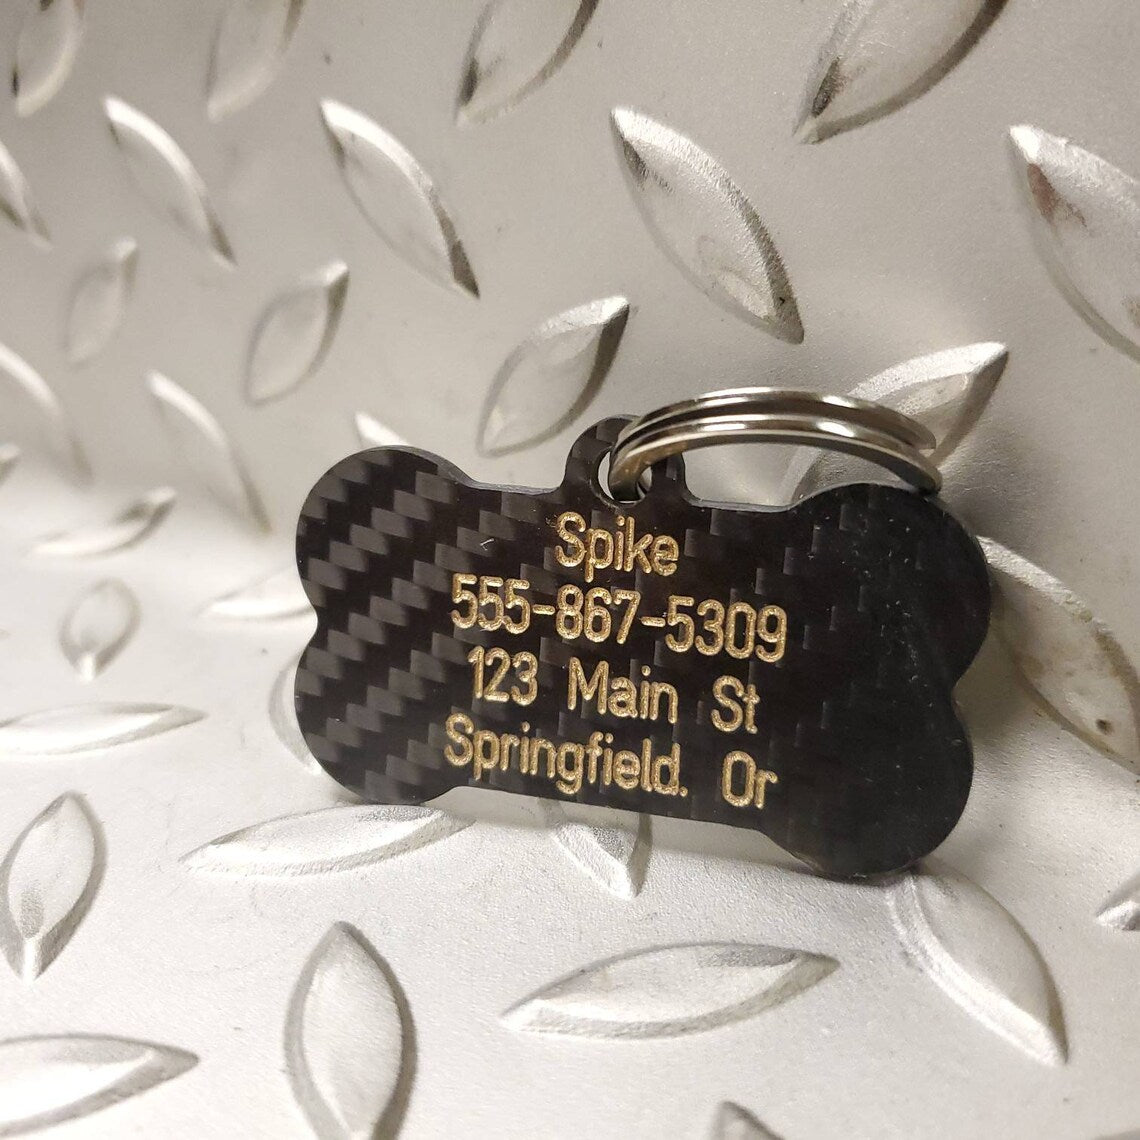 Spike
555-867-5309
123 Main St
Springfield. Or